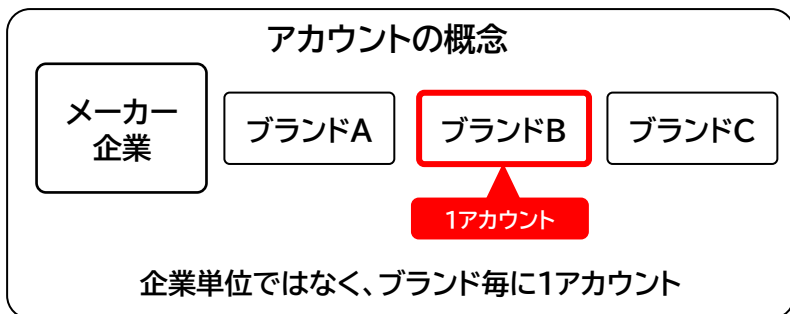 アカウントの概念
メーカー
企業
ブランドA
ブランドB
ブランドC
1アカウント
企業単位ではなく、ブランド毎に1アカウント